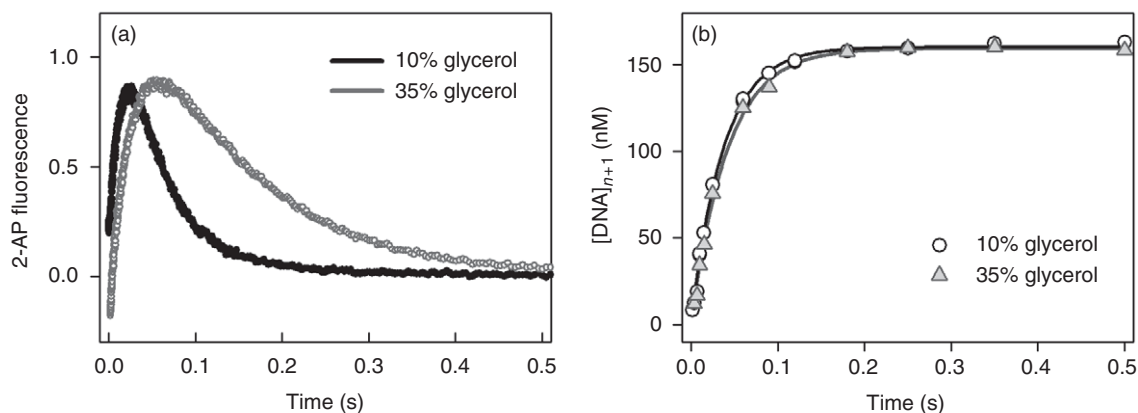 (a)
10% glycerol
35% glycerol
1.0
0.5
0.0
2-AP fluorescence
0.0 0.1 0.2 0.3 0.4 0.5
Time (s)
(b)
10% glycerol
35% glycerol
150
100
50
0
[DNA]n+1 (nM)
0.0 0.1 0.2 0.3 0.4 0.5
Time (s)